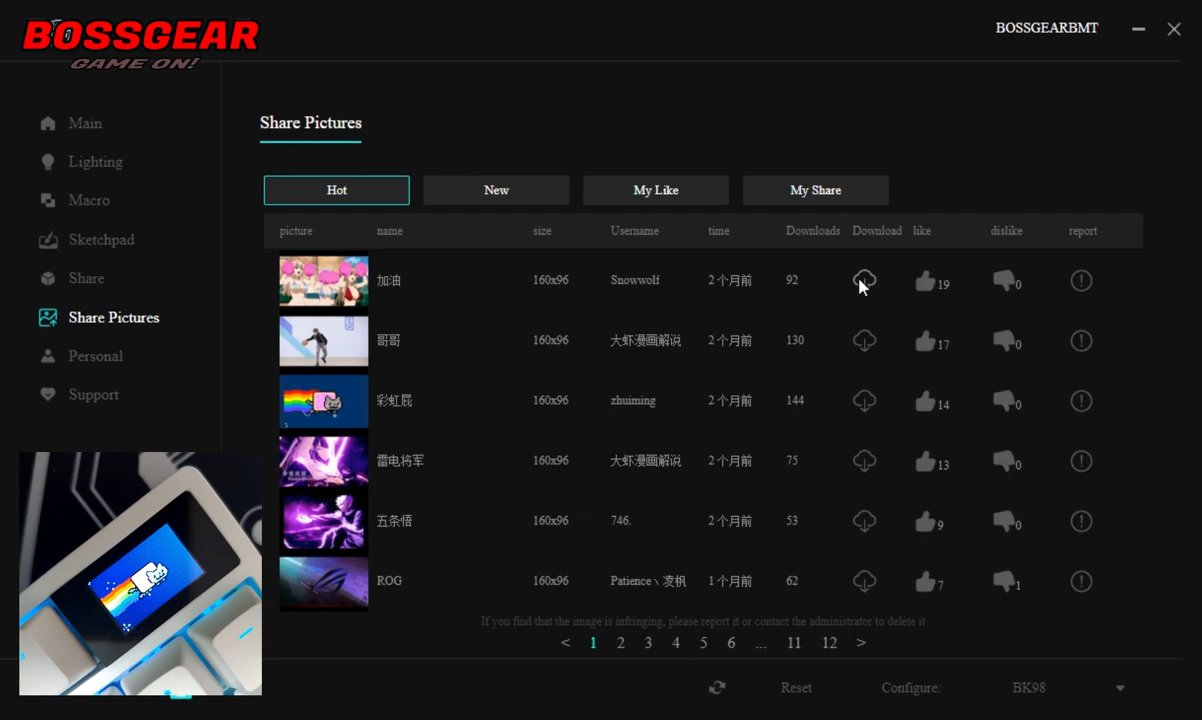 BOSSGEAR
GAME ON!
BOSSGEARBMT
Main
Lighting
Macro
Sketchpad
Share
Share Pictures
Personal
Support
Share Pictures
Hot New My Like My Share
picture name size Username time Downloads Download like dislike report
加油 160x96 Snowwolf 2 个月前 92 19 0
哥哥 160x96 大虾漫画解说 2 个月前 130 17 0
彩虹屁 160x96 zhuiming 2 个月前 144 14 0
雷电将军 160x96 大虾漫画解说 2 个月前 75 13 0
五条悟 160x96 746. 2 个月前 53 9 0
ROG 160x96 Patience丶凌枫 1 个月前 62 7 1
If you find that the image is infringing, please report it or contact the administrator to delete it
< 1 2 3 4 5 6 ... 11 12 >
Reset Configure: BK98